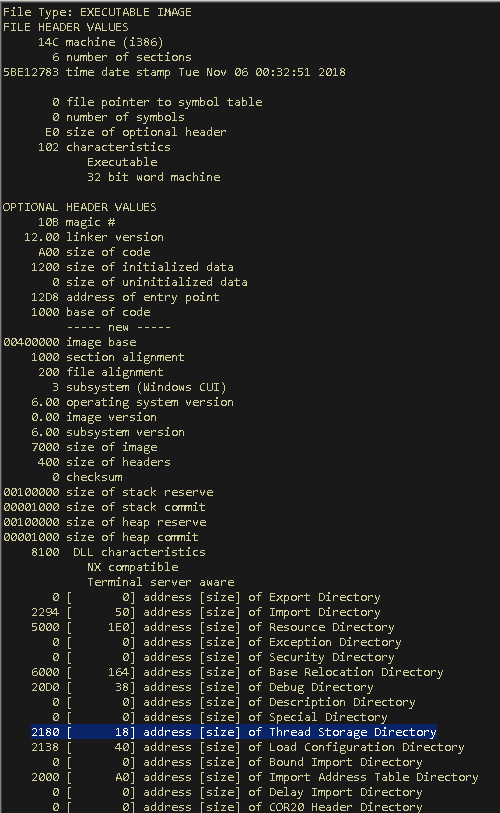 File Type: EXECUTABLE IMAGE
FILE HEADER VALUES
14C machine (i386)
6 number of sections
5BE12783 time date stamp Tue Nov 06 00:32:51 2018
0 file pointer to symbol table
0 number of symbols
E0 size of optional header
102 characteristics
Executable
32 bit word machine
OPTIONAL HEADER VALUES
10B magic #
12.00 linker version
A00 size of code
1200 size of initialized data
0 size of uninitialized data
12D8 address of entry point
1000 base of code
----- new -----
00400000 image base
1000 section alignment
200 file alignment
3 subsystem (Windows CUI)
6.00 operating system version
0.00 image version
6.00 subsystem version
7000 size of image
400 size of headers
0 checksum
00100000 size of stack reserve
00001000 size of stack commit
00100000 size of heap reserve
00001000 size of heap commit
8100 DLL characteristics
NX compatible
Terminal server aware
0 [ 0] address [size] of Export Directory
2294 [ 50] address [size] of Import Directory
5000 [ 1E0] address [size] of Resource Directory
0 [ 0] address [size] of Exception Directory
0 [ 0] address [size] of Security Directory
6000 [ 164] address [size] of Base Relocation Directory
20D0 [ 38] address [size] of Debug Directory
0 [ 0] address [size] of Description Directory
0 [ 0] address [size] of Special Directory
2180 [ 18] address [size] of Thread Storage Directory
2138 [ 40] address [size] of Load Configuration Directory
0 [ 0] address [size] of Bound Import Directory
2000 [ A0] address [size] of Import Address Table Directory
0 [ 0] address [size] of Delay Import Directory
0 [ 0] address [size] of COR20 Header Directory